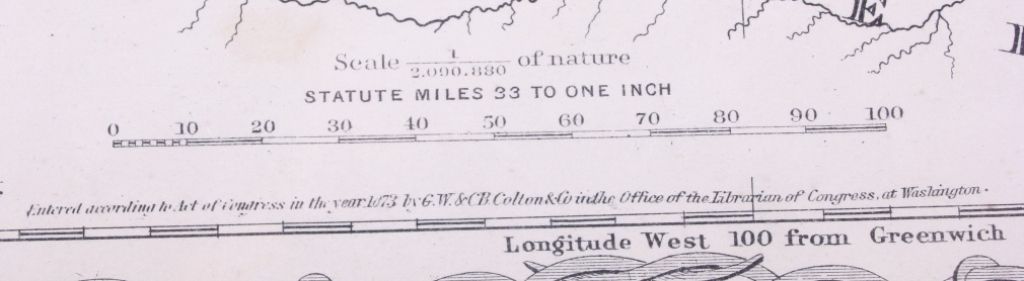 E
Scale 1/2.090.880 of nature
STATUTE MILES 33 TO ONE INCH
0 10 20 30 40 50 60 70 80 90 100
Entered according to Act of Congress in the year 1873 by G.W. & C.B. Colton & Co in the Office of the Librarian of Congress, at Washington.
Longitude West 100 from Greenwich